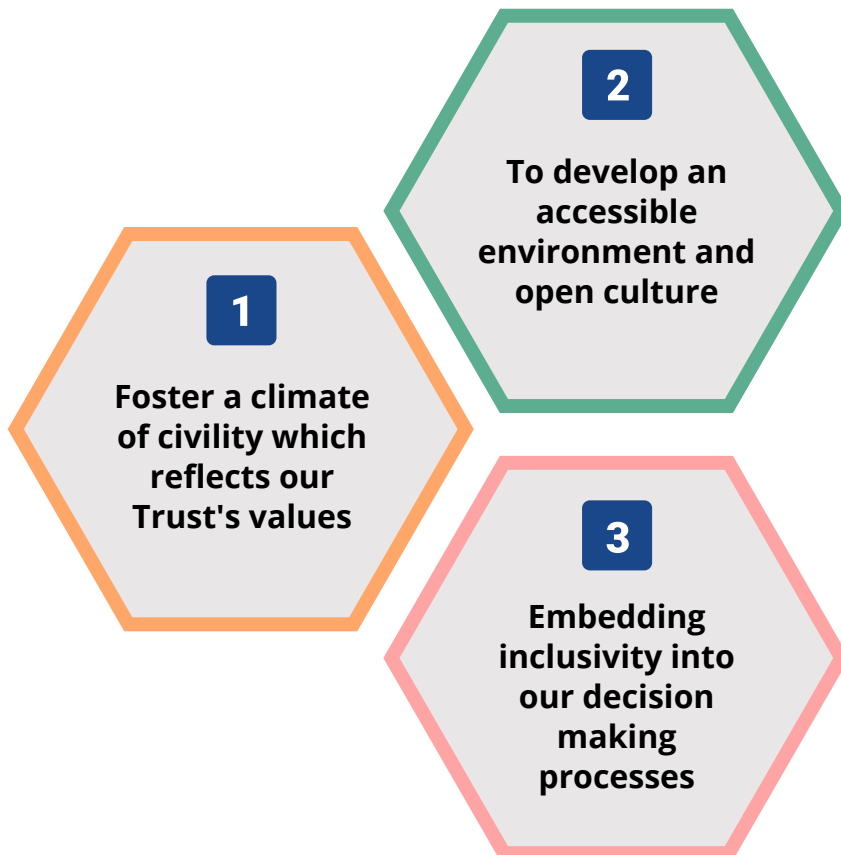 1
Foster a climate
of civility which
reflects our
Trust's values
2
To develop an
accessible
environment and
open culture
3
Embedding
inclusivity into
our decision
making
processes